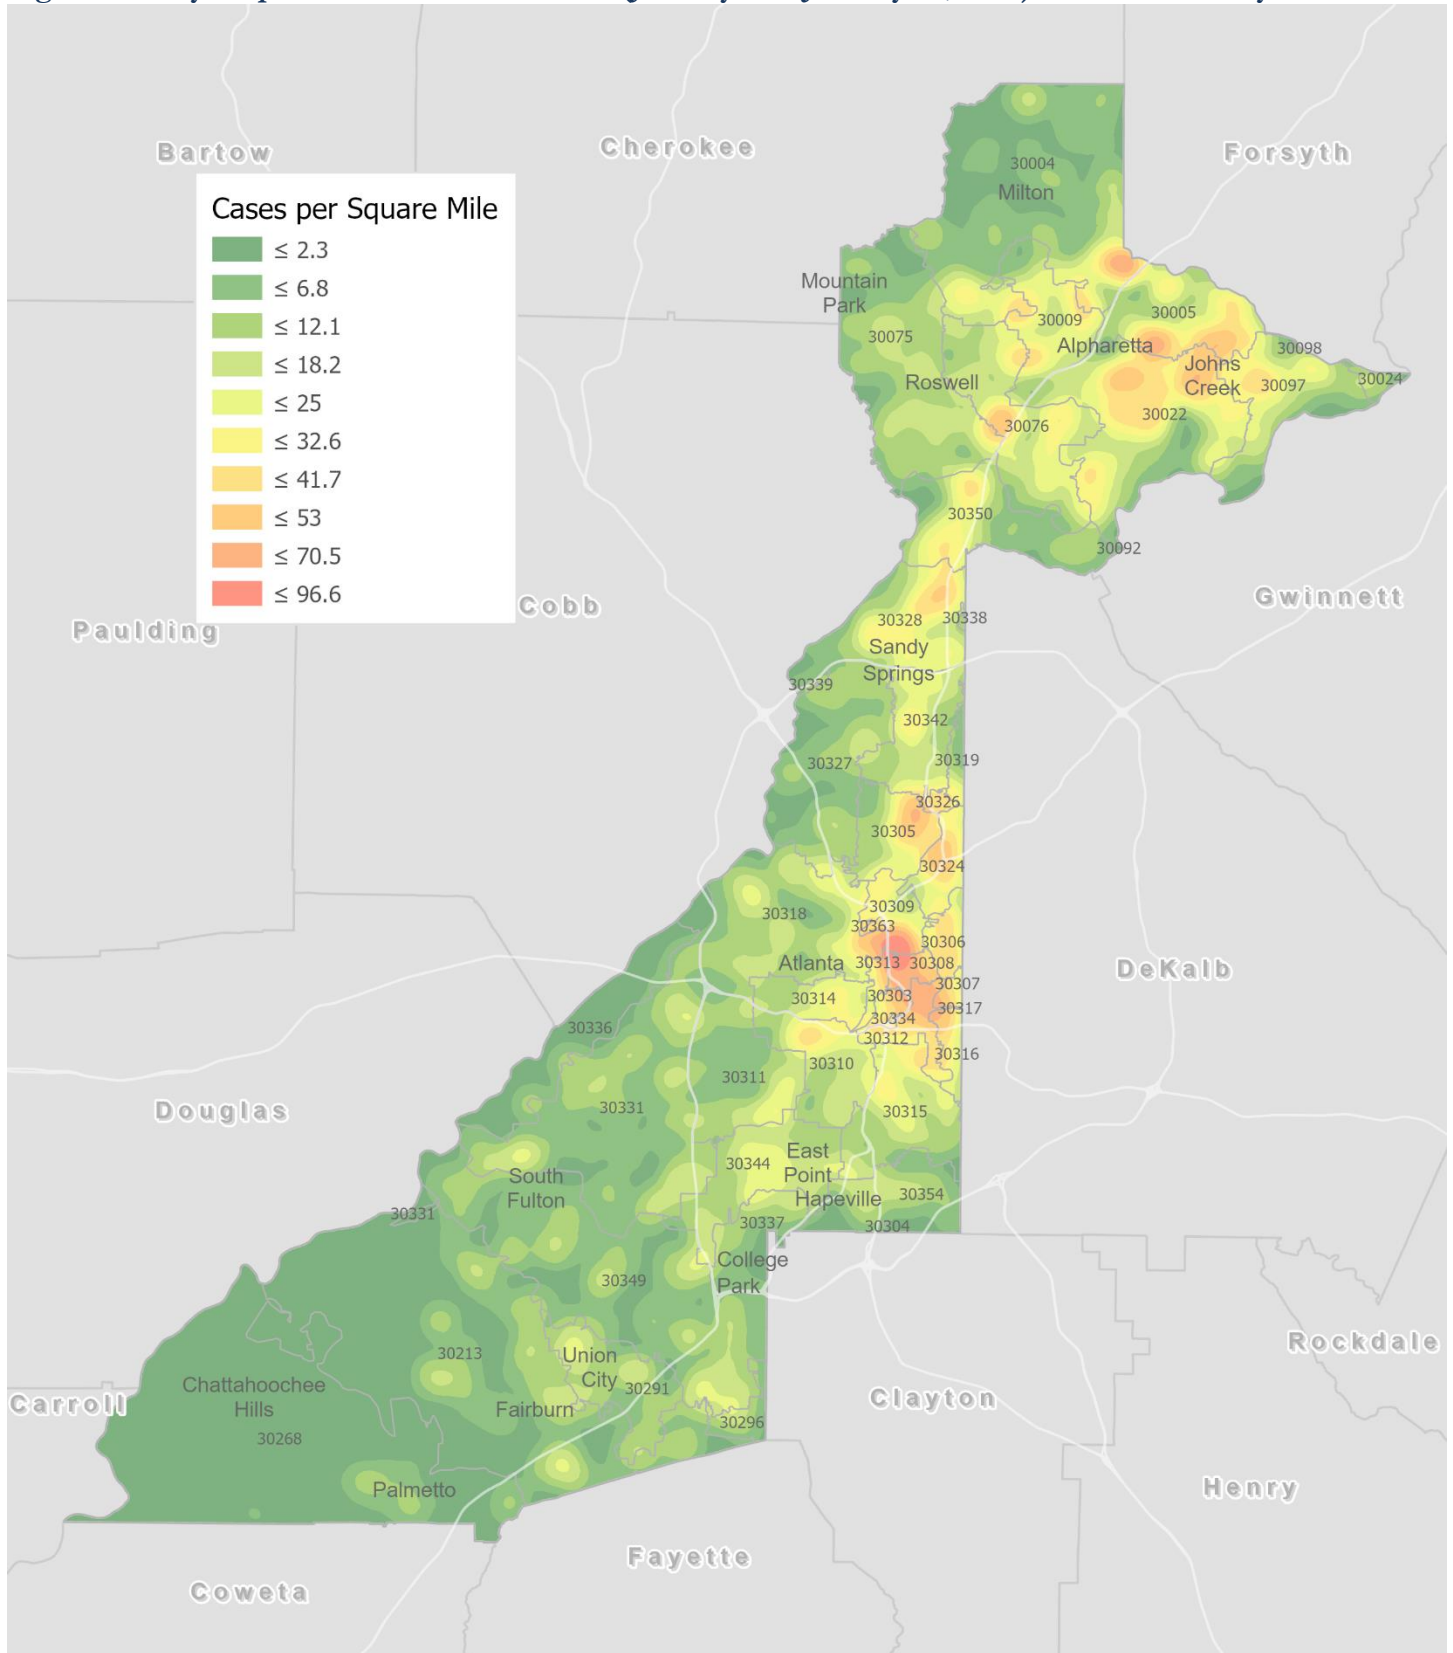 Bartow
Cherokee
Forsyth
Cases per Square Mile
≤ 2.3
≤ 6.8
≤ 12.1
≤ 18.2
≤ 25
≤ 32.6
≤ 41.7
≤ 53
≤ 70.5
≤ 96.6
30004
Milton
Mountain
Park
30005
30009
30075
Alpharetta
30098
Johns
Creek
Roswell
30097
30024
30022
30076
30350
30092
Cobb
Gwinnett
Paulding
30328
30338
Sandy
Springs
30339
30342
30327
30319
30326
30305
30324
30309
30318
30363
30306
Atlanta
30313
30308
DeKalb
30307
30314
30303
30317
30334
30336
30312
30316
30310
30311
30331
30315
Douglas
East
Point
30344
South
Fulton
Hapeville
30354
30331
30337
30304
College
Park
30349
Rockdale
30213
Union
City
Chattahoochee
Hills
30291
Carroll
Clayton
Fairburn
30296
30268
Palmetto
Henry
Fayette
Coweta